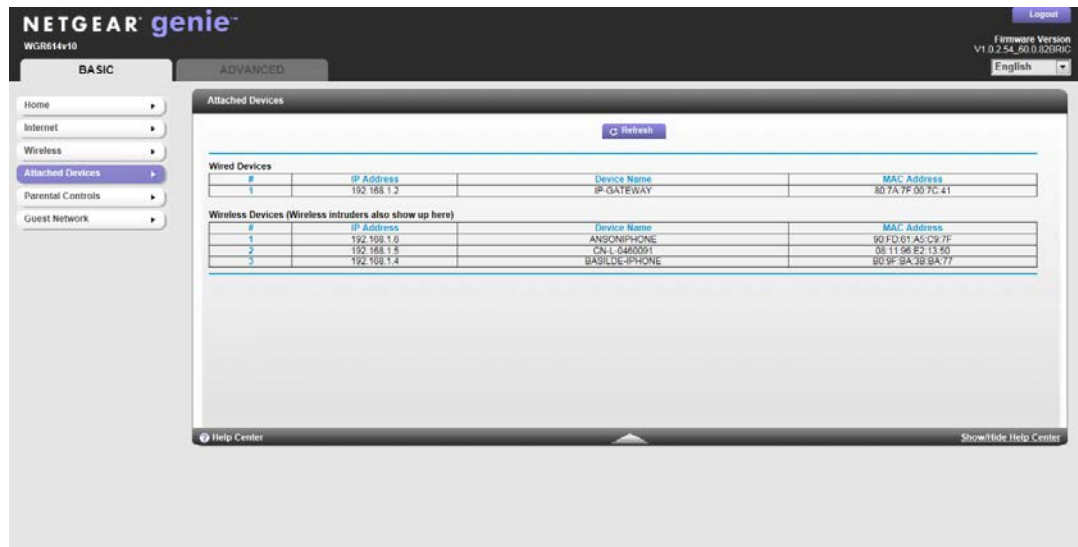 NETGEAR® genie™
Logout
WGR614v10
Firmware Version
V1.0.2.54_60.0.82BRIC
BASIC
ADVANCED
English
Home
Internet
Wireless
Attached Devices
Parental Controls
Guest Network
Attached Devices
Refresh
Wired Devices
# IP Address Device Name MAC Address
1 192.168.1.2 IP-GATEWAY 80:7A:7F:00:7C:41
Wireless Devices (Wireless intruders also show up here)
# IP Address Device Name MAC Address
1 192.168.1.6 ANSONIPHONE 90:FD:61:A5:C9:7F
2 192.168.1.5 CN-L-0460091 08:11:96:E2:13:50
3 192.168.1.4 BASILDE-IPHONE B0:9F:BA:3B:BA:77
Help Center
Show/Hide Help Center